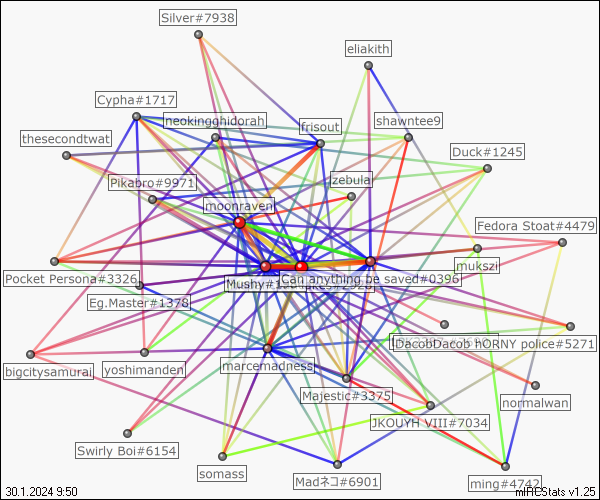 Silver#7938
eliakith
Cypha#1717
neokingghidorah
frisout
shawntee9
thesecondtwat
Duck#1245
Pikabro#9971
zebula
moonraven
Fedora Stoat#4479
mukszi
Pocket Persona#3326
Mushy#
Can anything be saved#0396
Eg.Master#1378
DacobDacob HORNY police#5271
bigcitysamurai
yoshimanden
marcemadness
Majestic#3375
normalwan
JKOUYH VIII#7034
Swirly Boi#6154
somass
Madネコ#6901
ming#4742
30.1.2024 9:50
mIRCStats v1.25